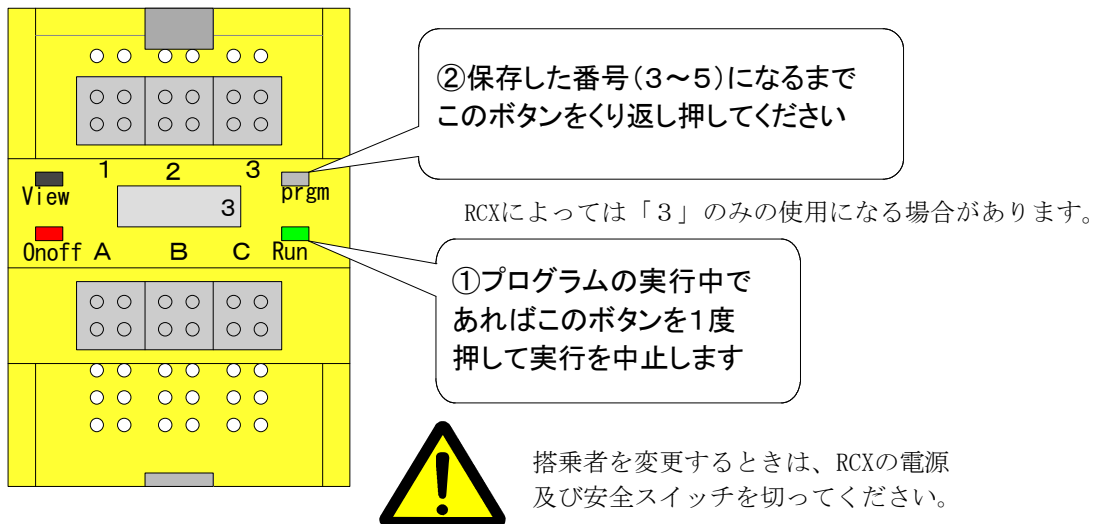 ②保存した番号(3～5)になるまで
このボタンをくり返し押してください
1 2 3
View prgm
3
RCXによっては「3」のみの使用になる場合があります。
Onoff A B C Run
①プログラムの実行中で
あればこのボタンを1度
押して実行を中止します
搭乗者を変更するときは、RCXの電源
及び安全スイッチを切ってください。